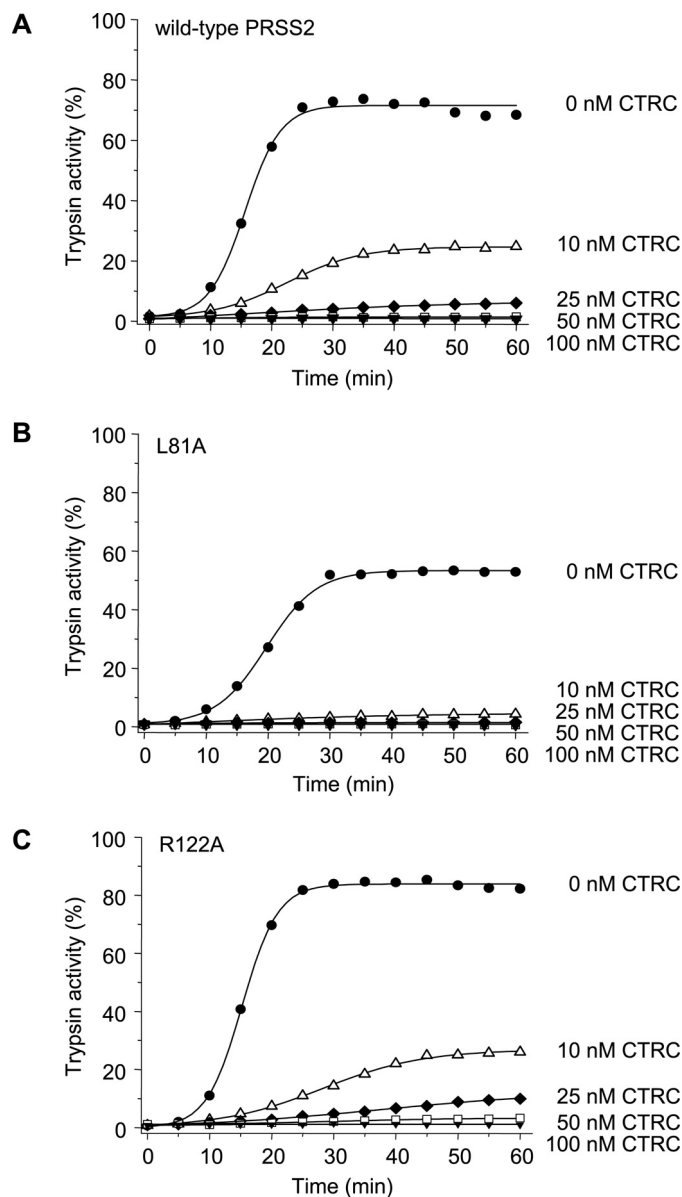 A
wild-type PRSS2
100
80
60
40
20
0
Trypsin activity (%)
0 10 20 30 40 50 60
Time (min)
0 nM CTRC
10 nM CTRC
25 nM CTRC
50 nM CTRC
100 nM CTRC
B
L81A
100
80
60
40
20
0
Trypsin activity (%)
0 10 20 30 40 50 60
Time (min)
0 nM CTRC
10 nM CTRC
25 nM CTRC
50 nM CTRC
100 nM CTRC
C
R122A
100
80
60
40
20
0
Trypsin activity (%)
0 10 20 30 40 50 60
Time (min)
0 nM CTRC
10 nM CTRC
25 nM CTRC
50 nM CTRC
100 nM CTRC